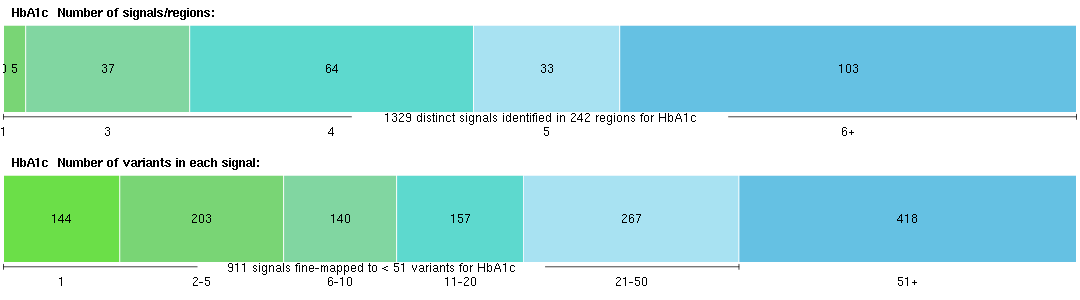 HbA1c Number of signals/regions:
5 37 64 33 103
1329 distinct signals identified in 242 regions for HbA1c
1 3 4 5 6+
HbA1c Number of variants in each signal:
144 203 140 157 267 418
911 signals fine-mapped to < 51 variants for HbA1c
1 2-5 6-10 11-20 21-50 51+